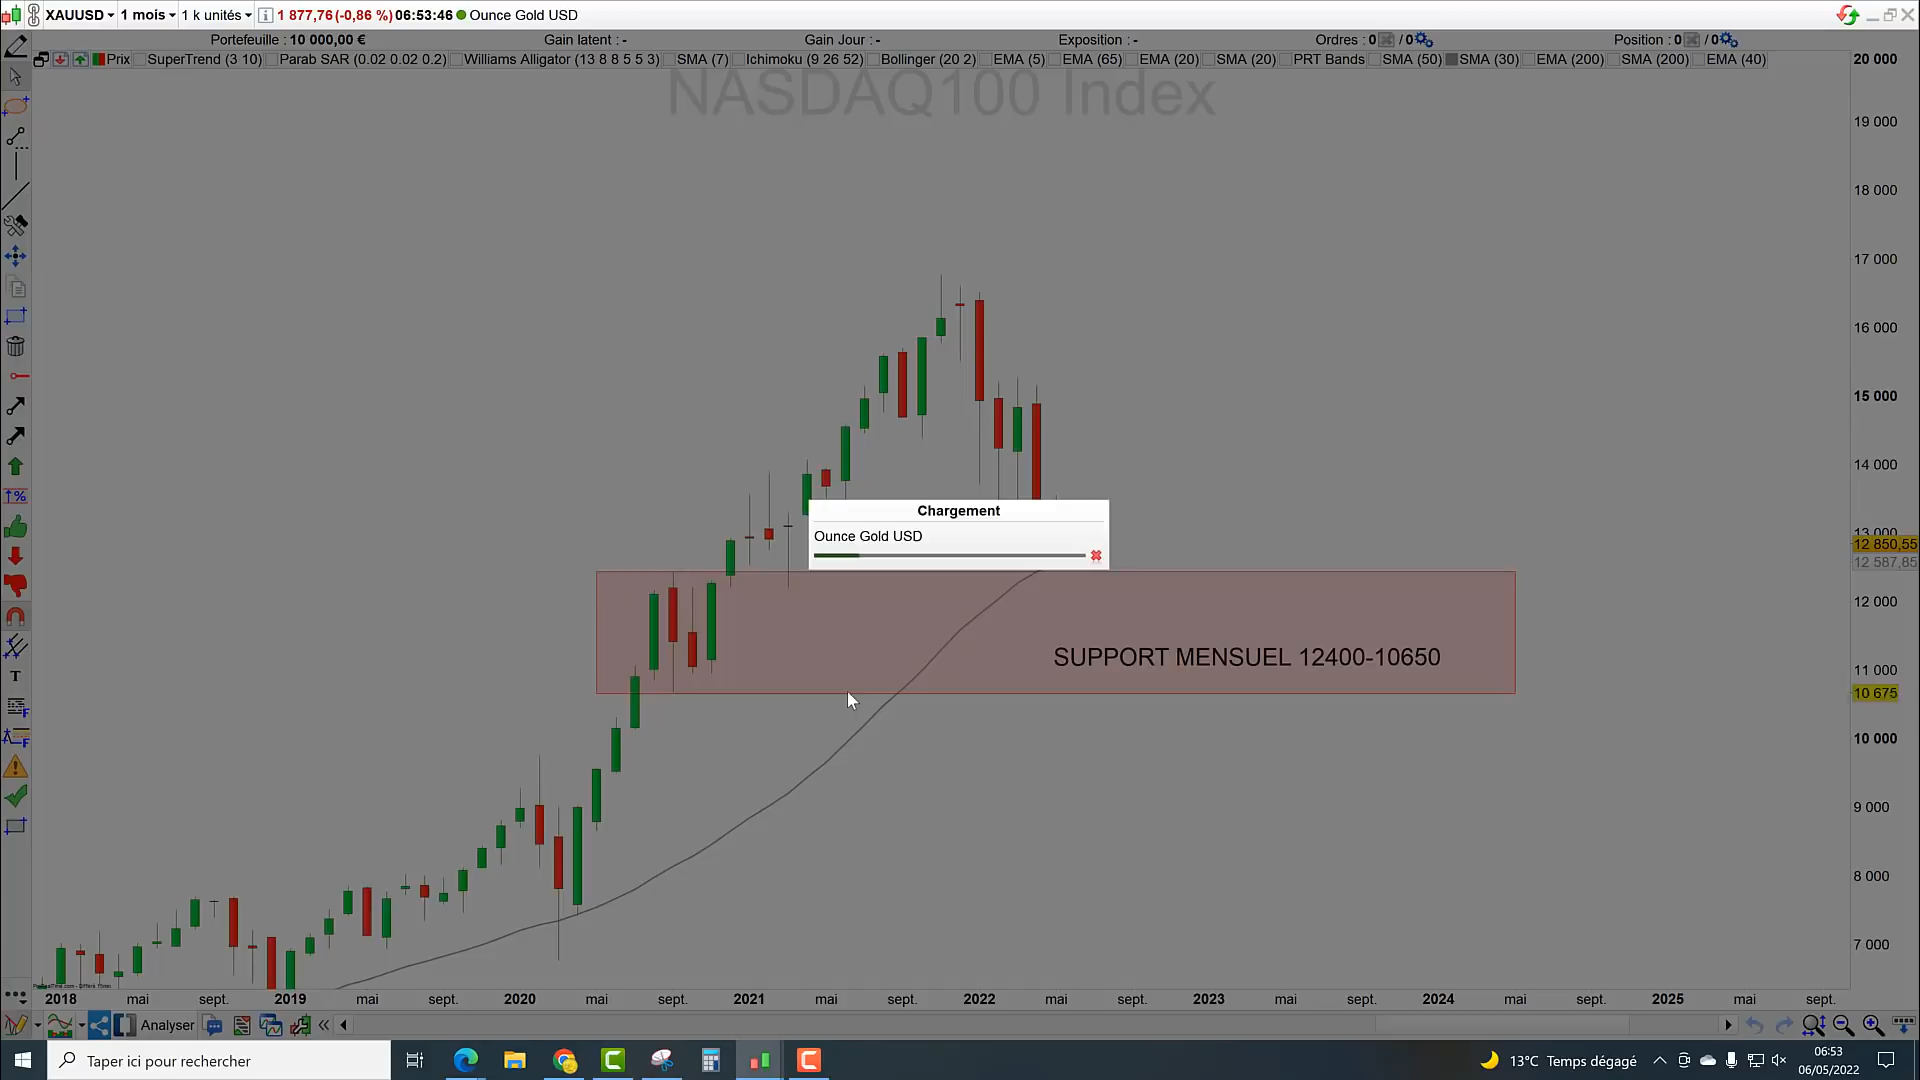 XAUUSD 1 mois 1 k unités 1 877,76 (-0,86 %) 06:53:46 Ounce Gold USD
Portefeuille : 10 000,00 € Gain latent : - Gain Jour : - Exposition : - Ordres : 0 / 0 Position : 0 / 0
Prix SuperTrend (3 10) Parab SAR (0.02 0.02 0.2) Williams Alligator (13 8 8 5 5 3) SMA (7) Ichimoku (9 26 52) Bollinger (20 2) EMA (5) EMA (65) EMA (20) SMA (20) PRT Bands SMA (50) SMA (30) EMA (200) SMA (200) EMA (40)
NASDAQ100 Index
20 000
19 000
18 000
17 000
16 000
15 000
14 000
Chargement
Ounce Gold USD
13 000
12 850,55
12 587,85
12 000
SUPPORT MENSUEL 12400-10650
11 000
10 675
10 000
9 000
8 000
7 000
2018 mai sept. 2019 mai sept. 2020 mai sept. 2021 mai sept. 2022 mai sept. 2023 mai sept. 2024 mai sept. 2025 mai sept.
Analyser
Taper ici pour rechercher
13°C Temps dégagé
06:53
06/05/2022